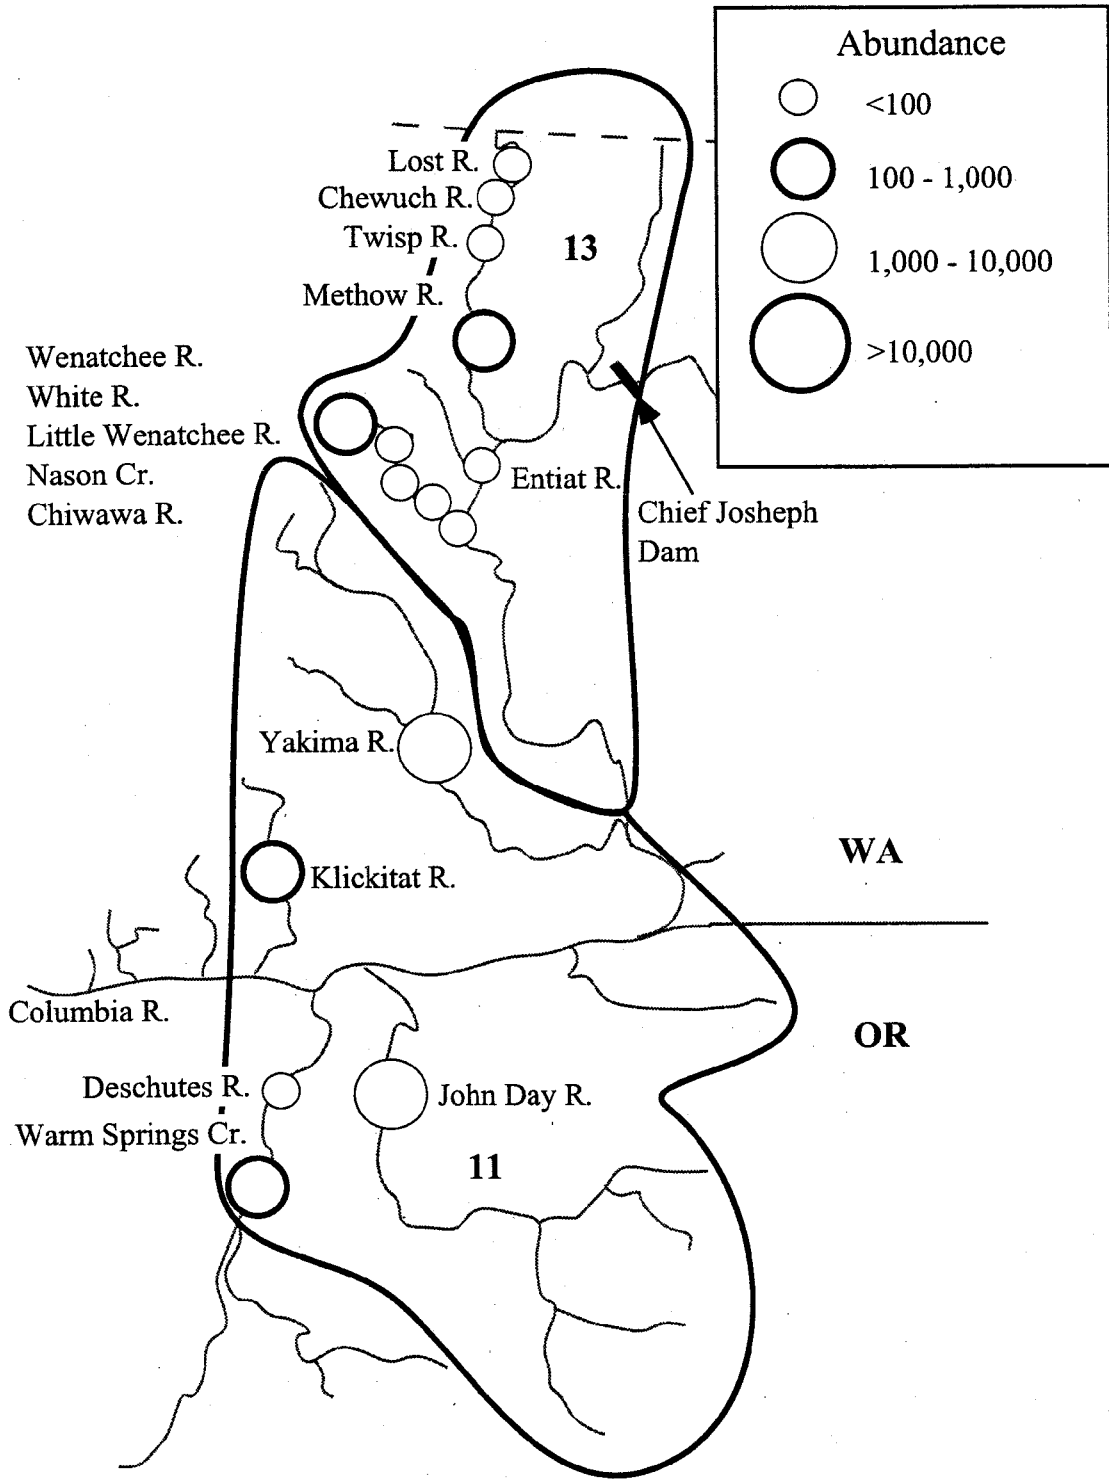 Abundance
<100
100 - 1,000
1,000 - 10,000
>10,000
Lost R.
Chewuch R.
Twisp R.
13
Methow R.
Wenatchee R.
White R.
Little Wenatchee R.
Nason Cr.
Chiwawa R.
Entiat R.
Chief Josheph
Dam
Yakima R.
Klickitat R.
WA
Columbia R.
OR
Deschutes R.
John Day R.
Warm Springs Cr.
11